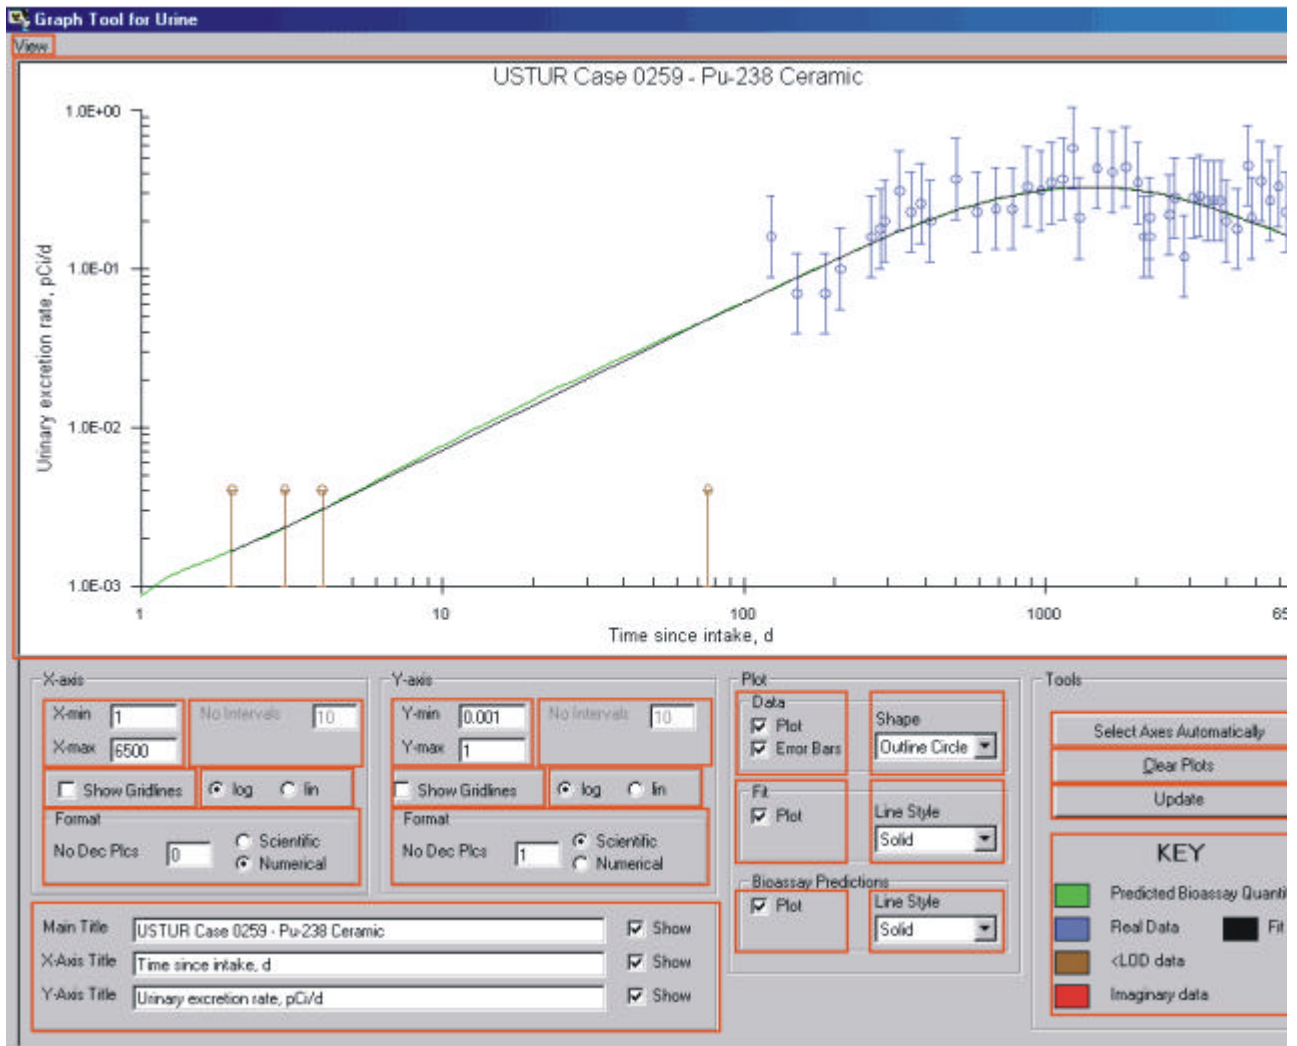 Graph Tool for Urine
View
USTUR Case 0259 - Pu-238 Ceramic
1.0E+00
1.0E-01
1.0E-02
1.0E-03
Urinary excretion rate, pCi/d
1 10 100 1000 65
Time since intake, d
X-axis Y-axis Plot Tools
X-min 1 No Intervals 10 Y-min 0.001 No Intervals 10 Data
X-max 6500 Y-max 1 Plot Shape Select Axes Automatically
Error Bars Outline Circle Clear Plots
Show Gridlines log lin Show Gridlines log lin Fit Update
Format Format Plot Line Style
No Dec Plcs 0 Scientific No Dec Plcs 1 Scientific Solid KEY
Numerical Numerical
Bioassay Predictions Predicted Bioassay Quanti
Plot Line Style
Main Title USTUR Case 0259 - Pu-238 Ceramic Show Solid Real Data Fit
X-Axis Title Time since intake, d Show <LOD data
Y-Axis Title Urinary excretion rate, pCi/d Show Imaginary data